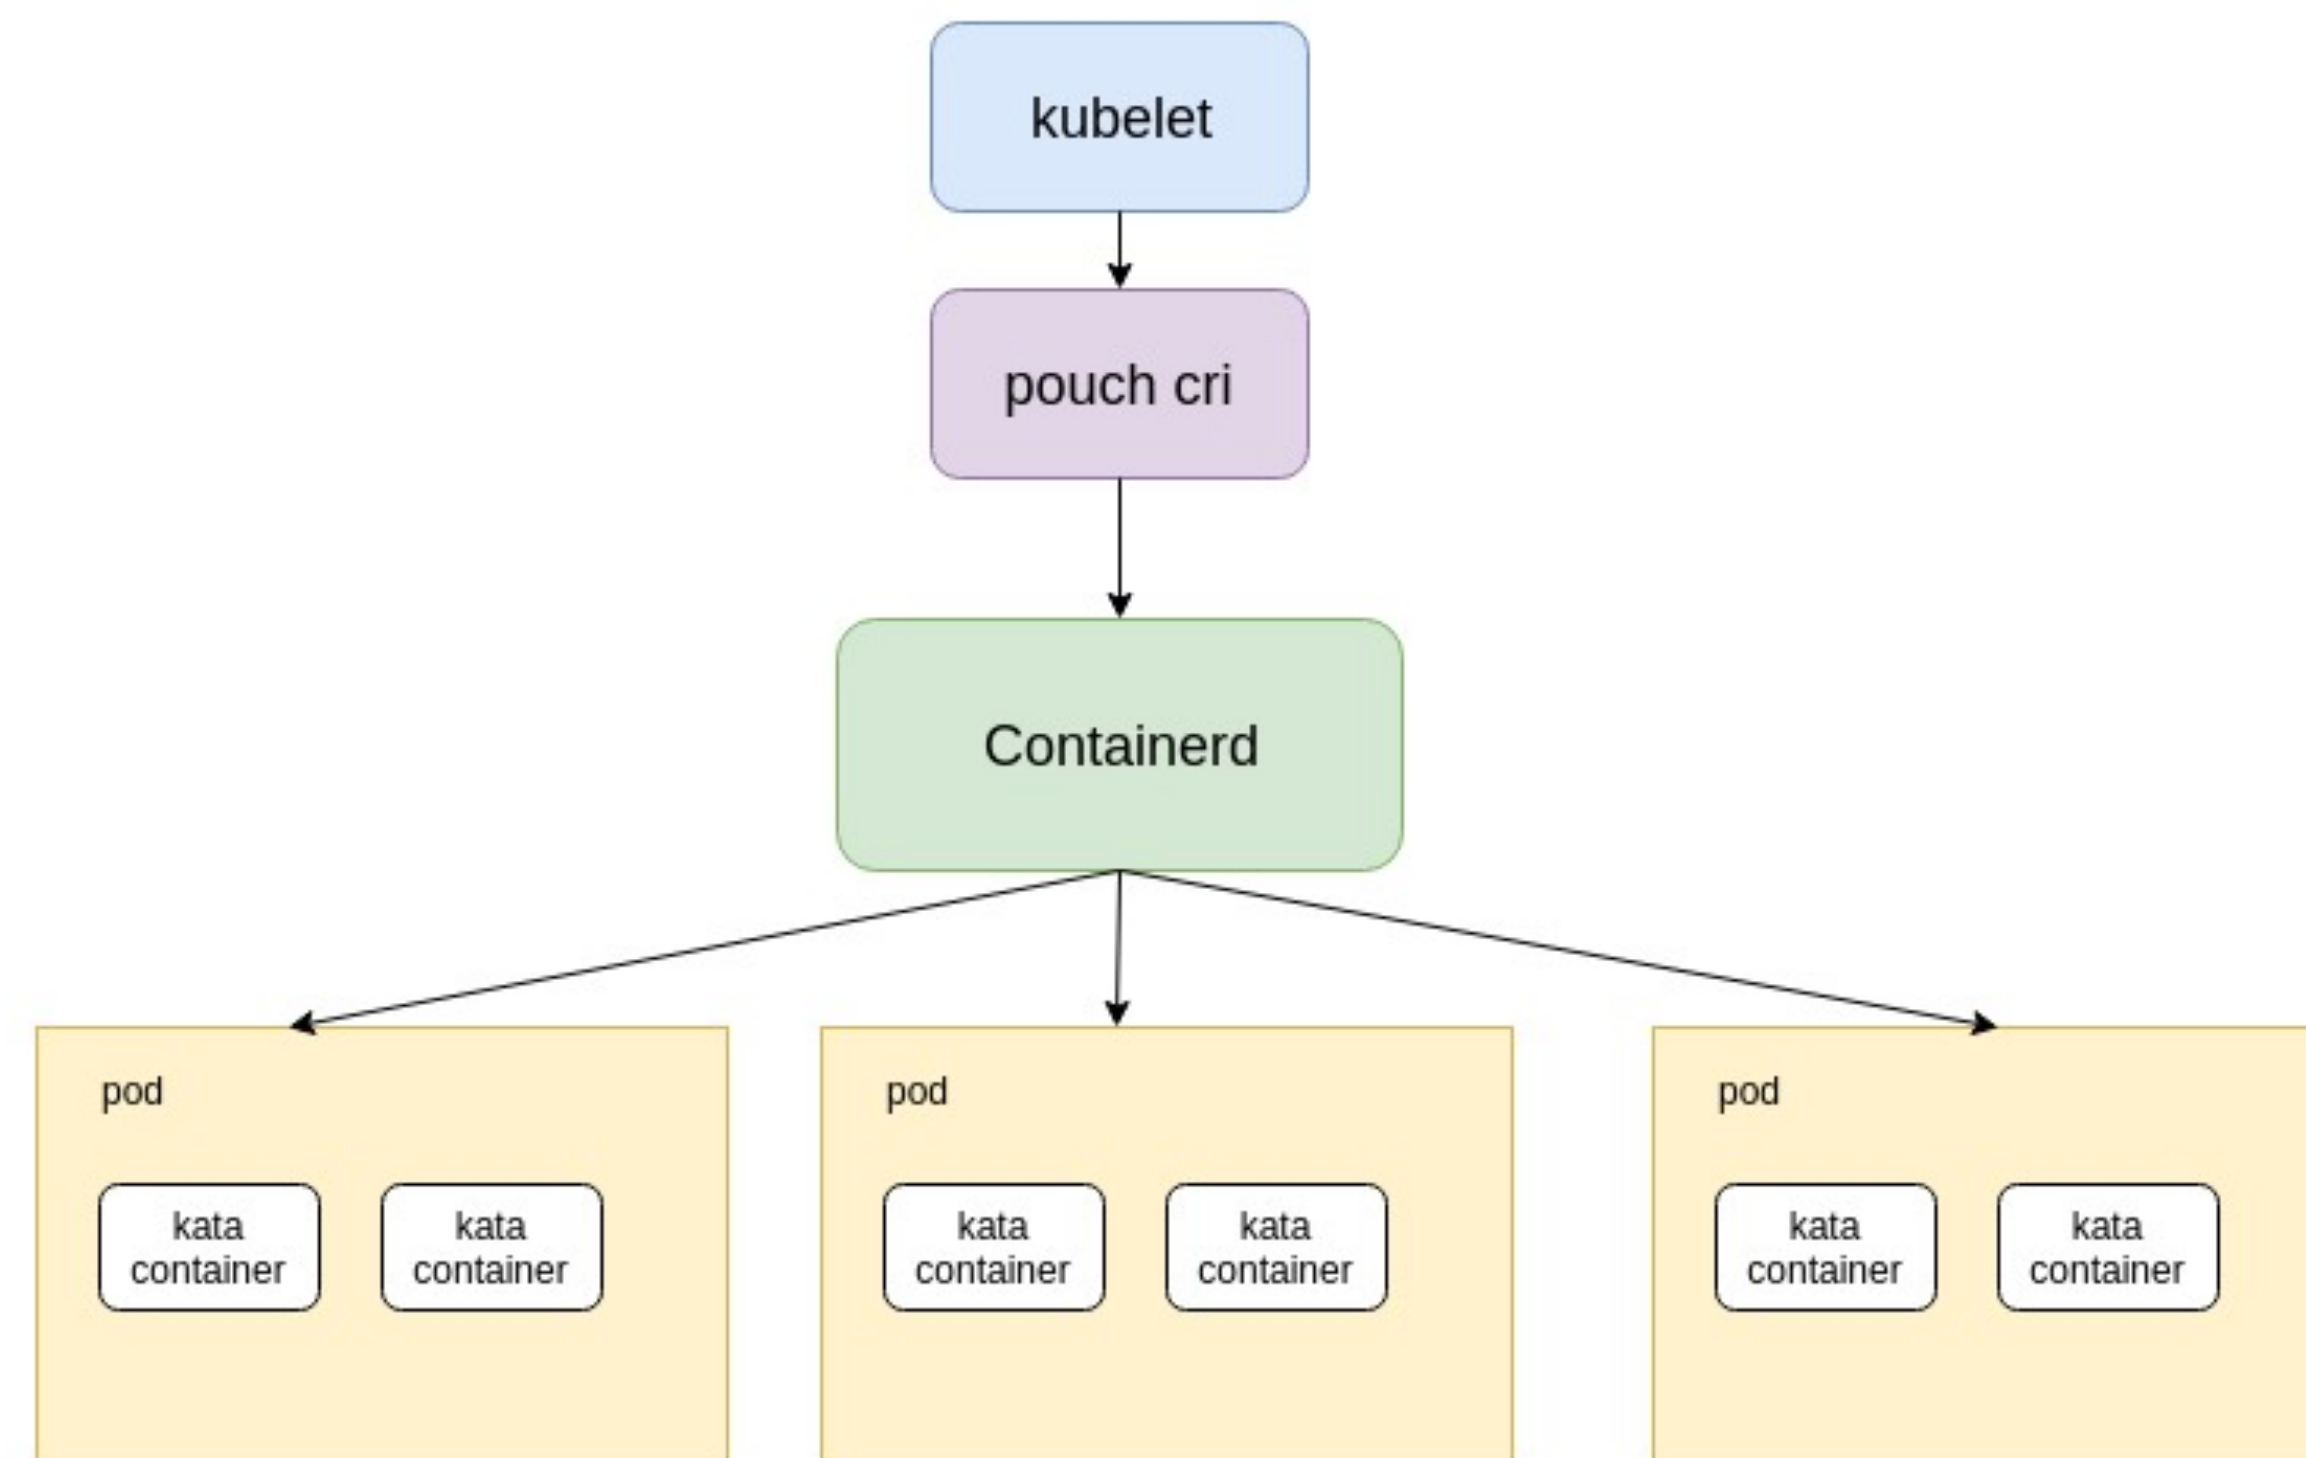 kubelet
pouch cri
Containerd
pod
pod
pod
kata
container
kata
container
kata
container
kata
container
kata
container
kata
container